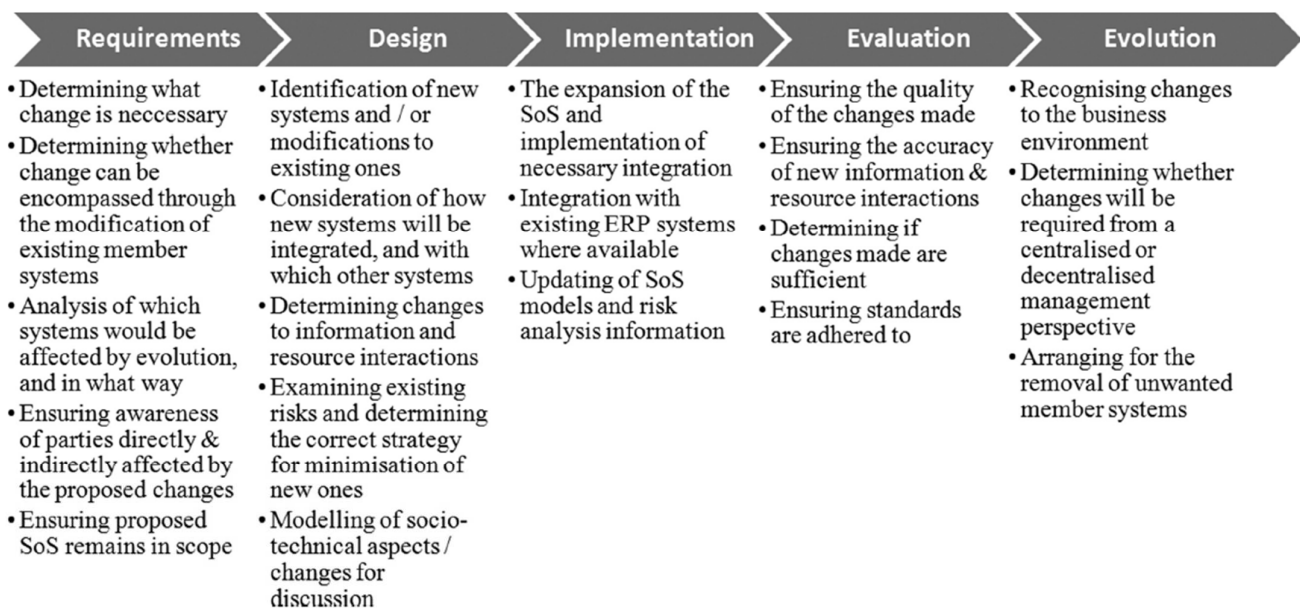 Requirements
Design
Implementation
Evaluation
Evolution
• Determining what
change is neccessary
• Determining whether
change can be
encompassed through
the modification of
existing member
systems
• Analysis of which
systems would be
affected by evolution,
and in what way
• Ensuring awareness
of parties directly &
indirectly affected by
the proposed changes
• Ensuring proposed
SoS remains in scope
• Identification of new
systems and / or
modifications to
existing ones
• Consideration of how
new systems will be
integrated, and with
which other systems
• Determining changes
to information and
resource interactions
• Examining existing
risks and determining
the correct strategy
for minimisation of
new ones
• Modelling of socio-
technical aspects /
changes for
discussion
• The expansion of the
SoS and
implementation of
necessary integration
• Integration with
existing ERP systems
where available
• Updating of SoS
models and risk
analysis information
• Ensuring the quality
of the changes made
• Ensuring the accuracy
of new information &
resource interactions
• Determining if
changes made are
sufficient
• Ensuring standards
are adhered to
• Recognising changes
to the business
environment
• Determining whether
changes will be
required from a
centralised or
decentralised
management
perspective
• Arranging for the
removal of unwanted
member systems